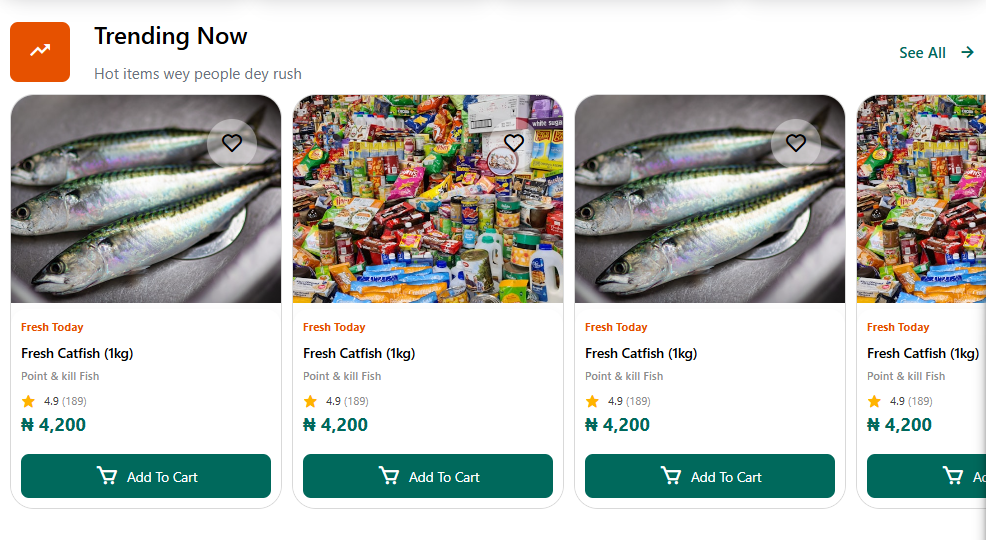 Trending Now
Hot items wey people dey rush
See All
white sugar
Fresh Today
Fresh Catfish (1kg)
Point & kill Fish
4.9 (189)
₦ 4,200
Add To Cart
Fresh Today
Fresh Catfish (1kg)
Point & kill Fish
4.9 (189)
₦ 4,200
Add To Cart
Fresh Today
Fresh Catfish (1kg)
Point & kill Fish
4.9 (189)
₦ 4,200
Add To Cart
Fresh Today
Fresh Catfish (1kg)
Point & kill Fish
4.9 (189)
₦ 4,200